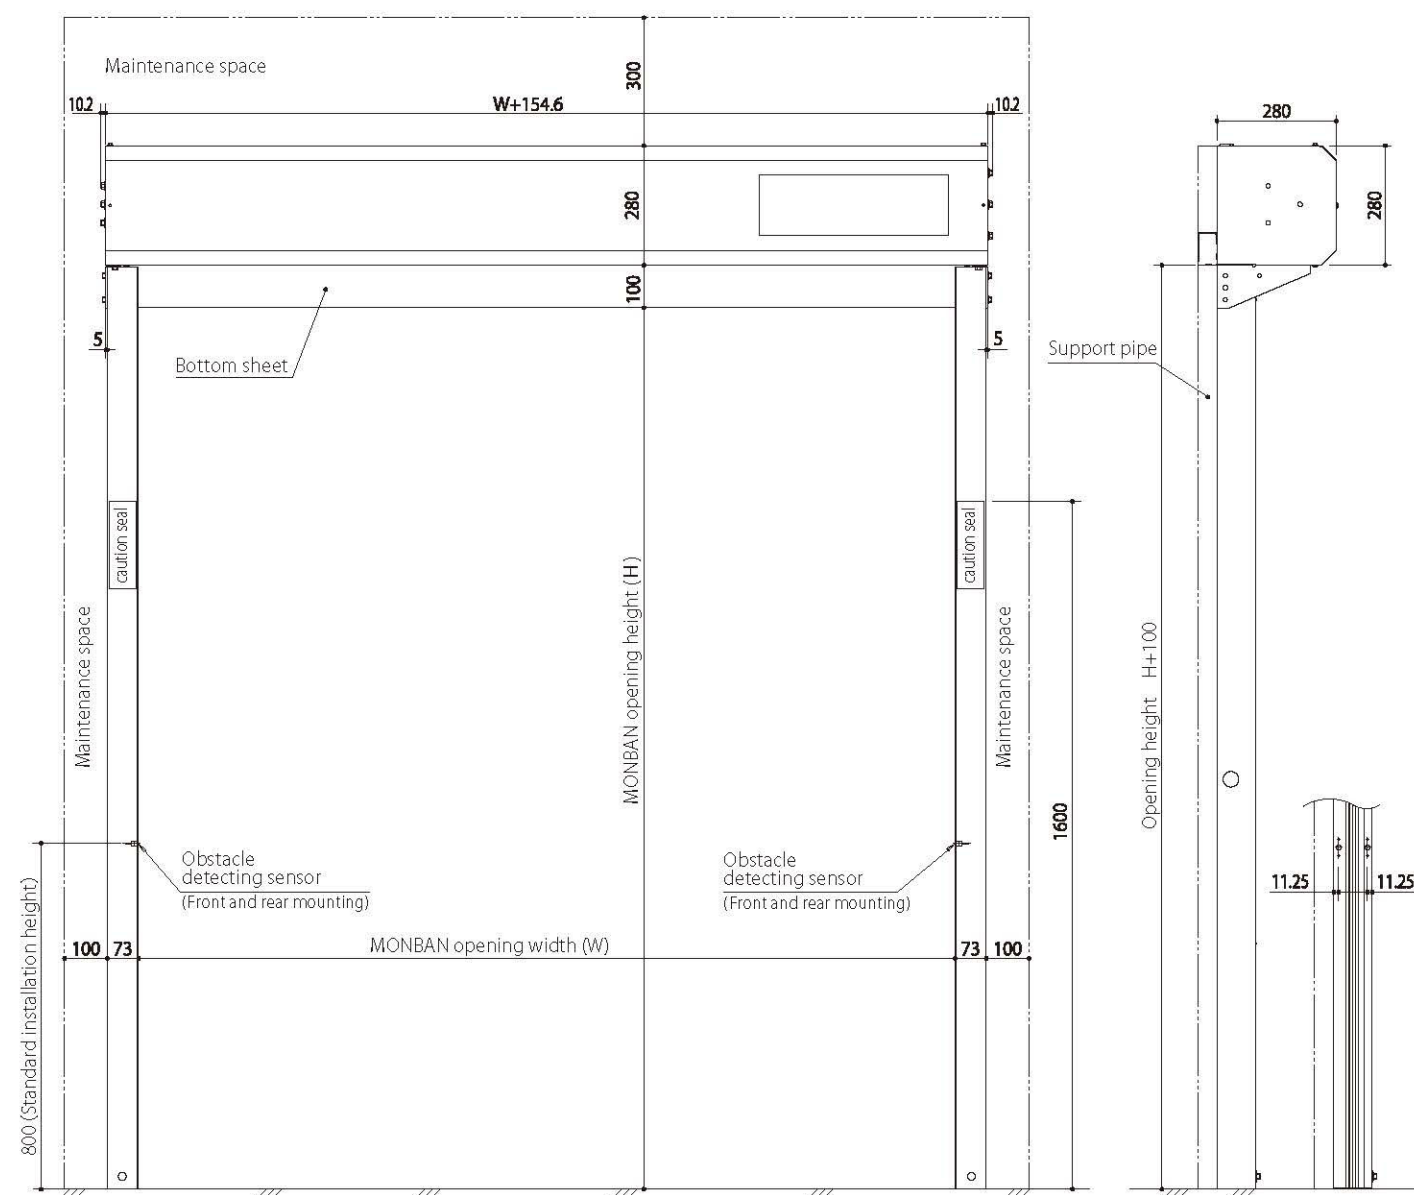 Maintenance space
300
10.2
W+154.6
10.2
280
280
280
100
5
5
Bottom sheet
Support pipe
caution seal
caution seal
MONBAN opening height (H)
Maintenance space
Maintenance space
Opening height H+100
1600
Obstacle
detecting sensor
(Front and rear mounting)
Obstacle
detecting sensor
(Front and rear mounting)
11.25
11.25
800 (Standard installation height)
100
73
MONBAN opening width (W)
73
100